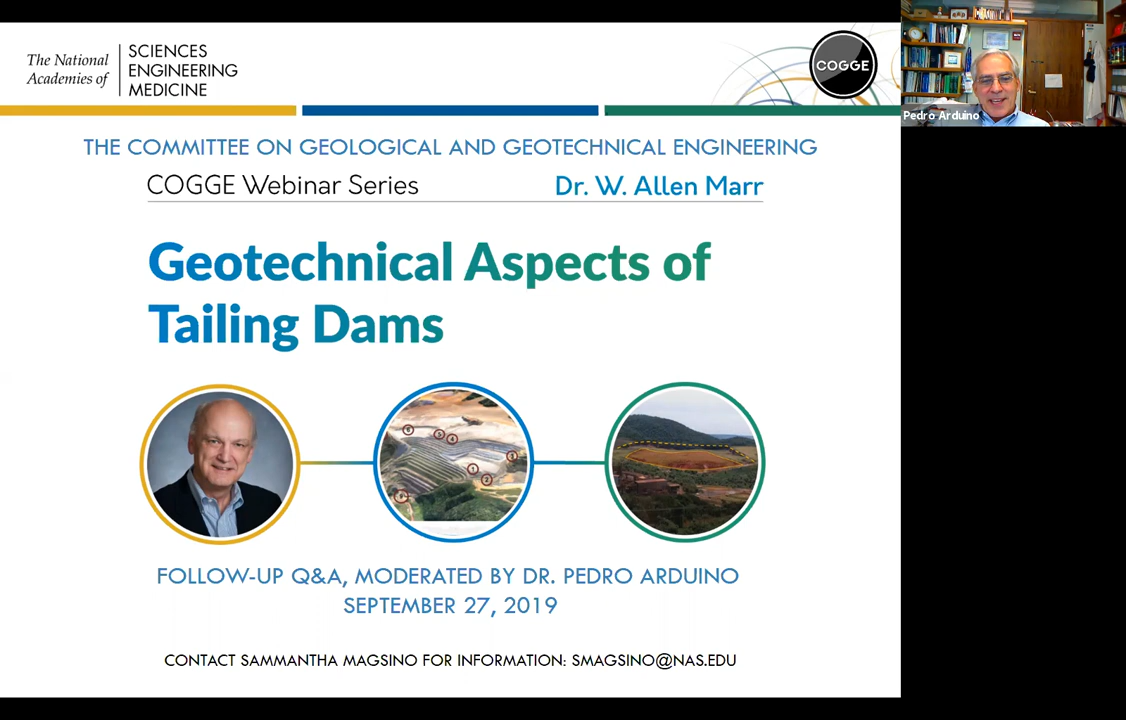 The National
Academies of
SCIENCES
ENGINEERING
MEDICINE
COGGE
Pedro Arduino
THE COMMITTEE ON GEOLOGICAL AND GEOTECHNICAL ENGINEERING
COGGE Webinar Series
Dr. W. Allen Marr
Geotechnical Aspects of
Tailing Dams
FOLLOW-UP Q&A, MODERATED BY DR. PEDRO ARDUINO
SEPTEMBER 27, 2019
CONTACT SAMMANTHA MAGSINO FOR INFORMATION: SMAGSINO@NAS.EDU